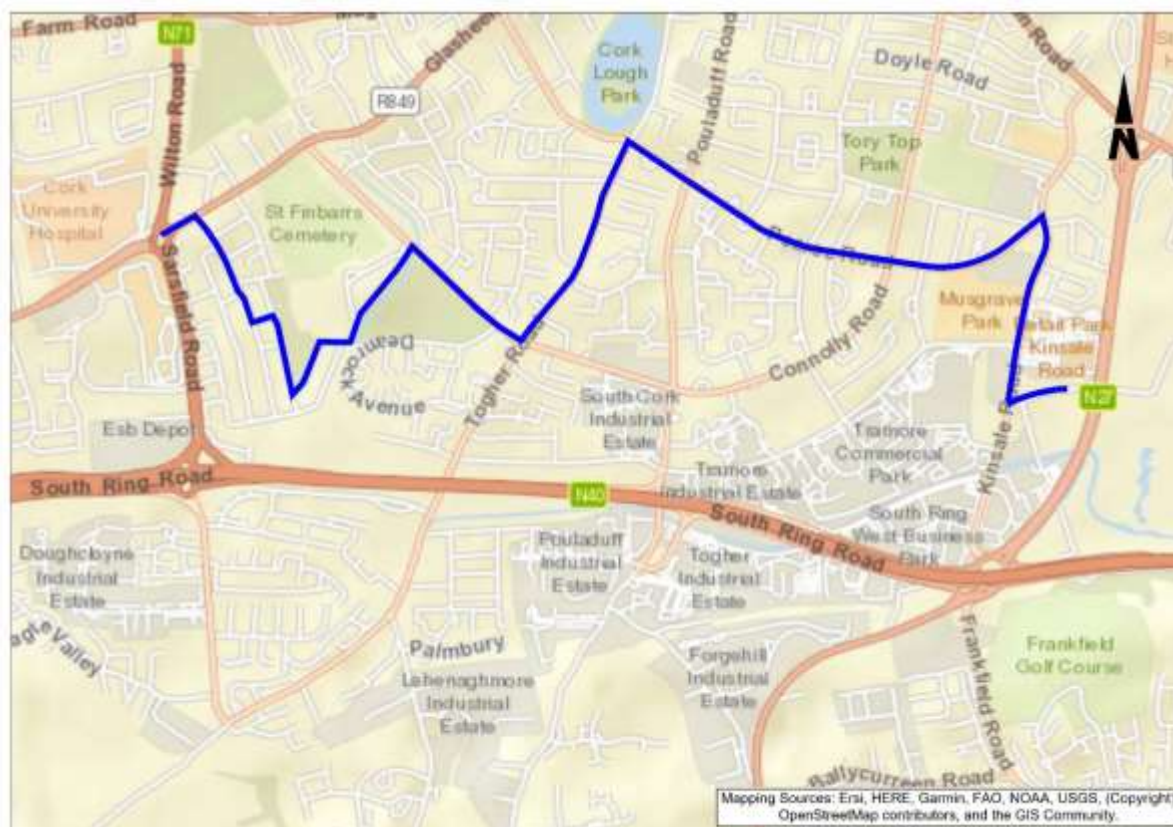 Farm Road
N71
Wilton Road
R849
Cork
Lough
Park
Pouladuff Road
Doyle Road
Tory Top
Park
N
Cork
University
Hospital
St Finbarrs
Cemetery
Sarsfield Road
Musgrave
Park
Retail Park
Kinsale
Road
Connolly Road
Deanrock
Avenue
Togher Road
N27
South Cork
Industrial
Estate
Esb Depot
Tramore
Commercial
Park
Kinsale Road
South Ring Road
N40
Tramore
Industrial Estate
South Ring Road
South Ring
West Business
Park
Doughcloyne
Industrial
Estate
Pouladuff
Industrial
Estate
Togher
Industrial
Estate
agle Valley
Palmbury
Lehenaghmore
Industrial
Estate
Forgehill
Industrial
Estate
Frankfield Road
Frankfield
Golf Course
Ballycurreen Road
Mapping Sources: Ersi, HERE, Garmin, FAO, NOAA, USGS, (Copyright
OpenStreetMap contributors, and the GIS Community.